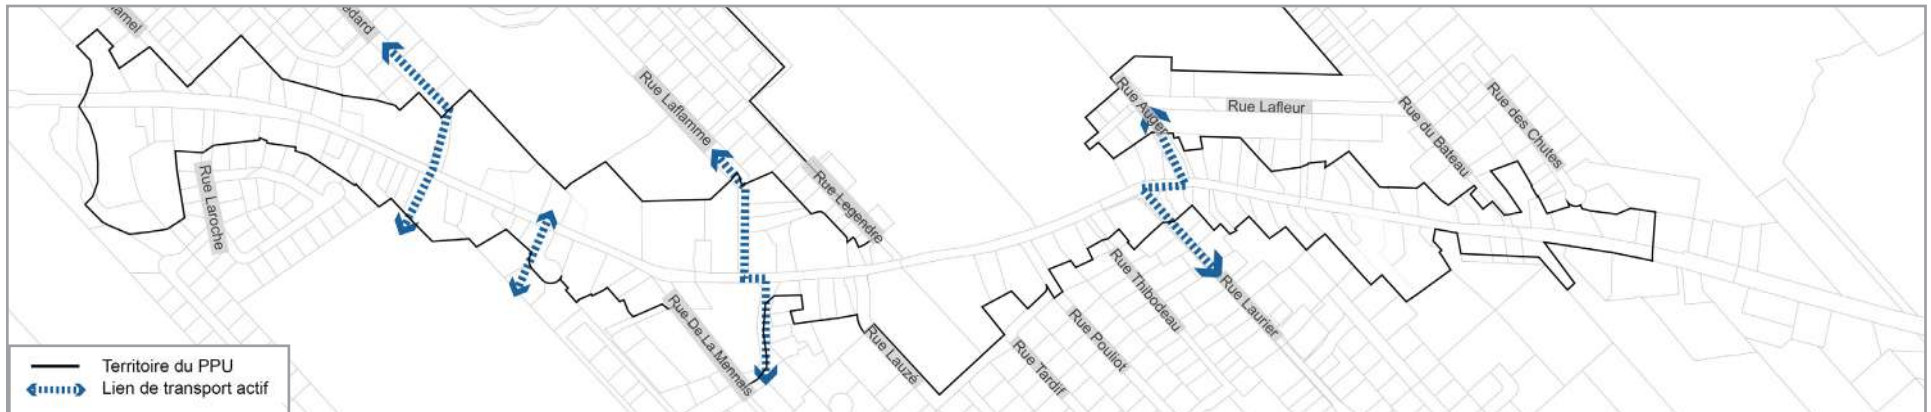 Rue Laflamme
Rue Auger
Rue Lafleur
Rue du Bateau
Rue des Chutes
Rue Laroche
Rue Legendre
Rue De La Mennais
Rue Lauzé
Rue Tardif
Rue Pouliot
Rue Thibodeau
Rue Laurier
Territoire du PPU
Lien de transport actif